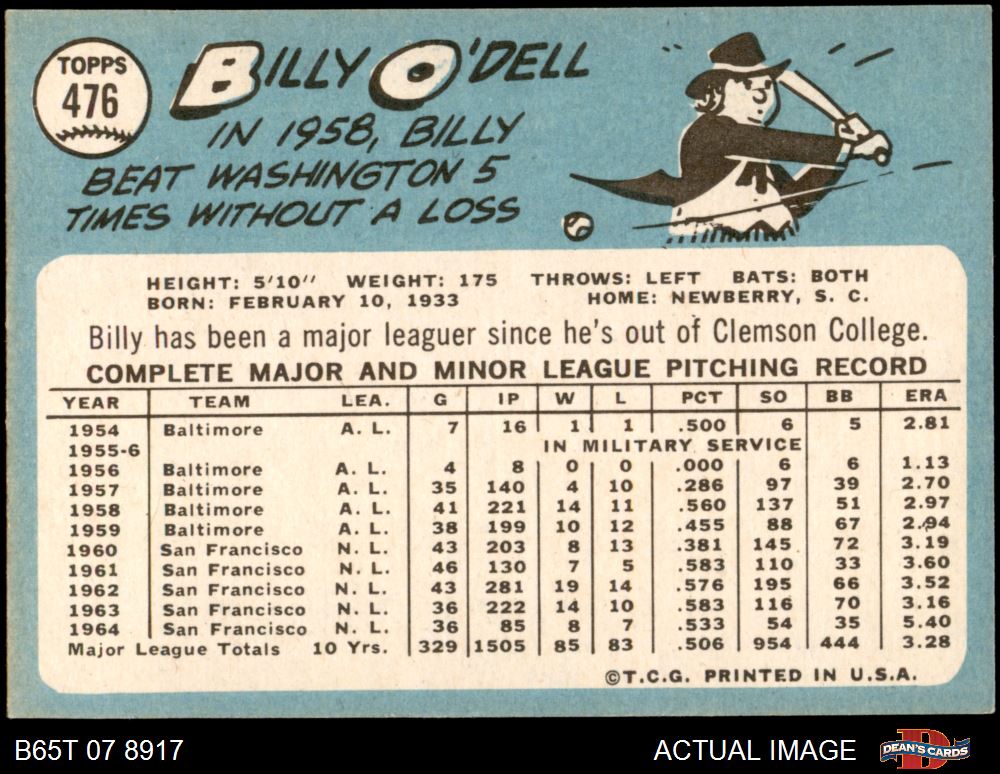 TOPPS
476
BILLY O'DELL
IN 1958, BILLY
BEAT WASHINGTON 5
TIMES WITHOUT A LOSS
HEIGHT: 5'10" WEIGHT: 175 THROWS: LEFT BATS: BOTH
BORN: FEBRUARY 10, 1933 HOME: NEWBERRY, S. C.
Billy has been a major leaguer since he's out of Clemson College.
COMPLETE MAJOR AND MINOR LEAGUE PITCHING RECORD
YEAR TEAM LEA. G IP W L PCT SO BB ERA
1954 Baltimore A. L. 7 16 1 1 .500 6 5 2.81
1955-6 IN MILITARY SERVICE
1956 Baltimore A. L. 4 8 0 0 .000 6 6 1.13
1957 Baltimore A. L. 35 140 4 10 .286 97 39 2.70
1958 Baltimore A. L. 41 221 14 11 .560 137 51 2.97
1959 Baltimore A. L. 38 199 10 12 .455 88 67 2.94
1960 San Francisco N. L. 43 203 8 13 .381 145 72 3.19
1961 San Francisco N. L. 46 130 7 5 .583 110 33 3.60
1962 San Francisco N. L. 43 281 19 14 .576 195 66 3.52
1963 San Francisco N. L. 36 222 14 10 .583 116 70 3.16
1964 San Francisco N. L. 36 85 8 7 .533 54 35 5.40
Major League Totals 10 Yrs. 329 1505 85 83 .506 954 444 3.28
©T.C.G. PRINTED IN U.S.A.
B65T 07 8917 ACTUAL IMAGE DEAN'S CARDS